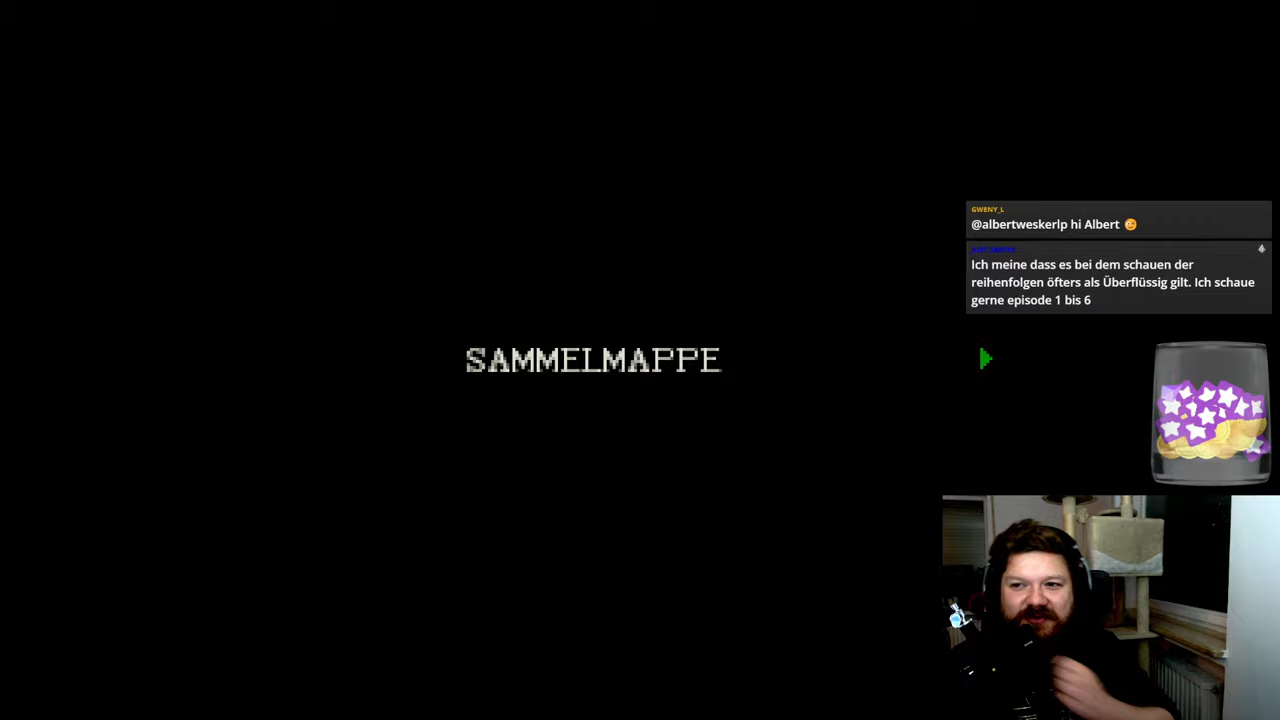 GWENY_L
@albertweskerlp hi Albert
Ich meine dass es bei dem schauen der
reihenfolgen öfters als Überflüssig gilt. Ich schaue
gerne episode 1 bis 6
SAMMELMAPPE